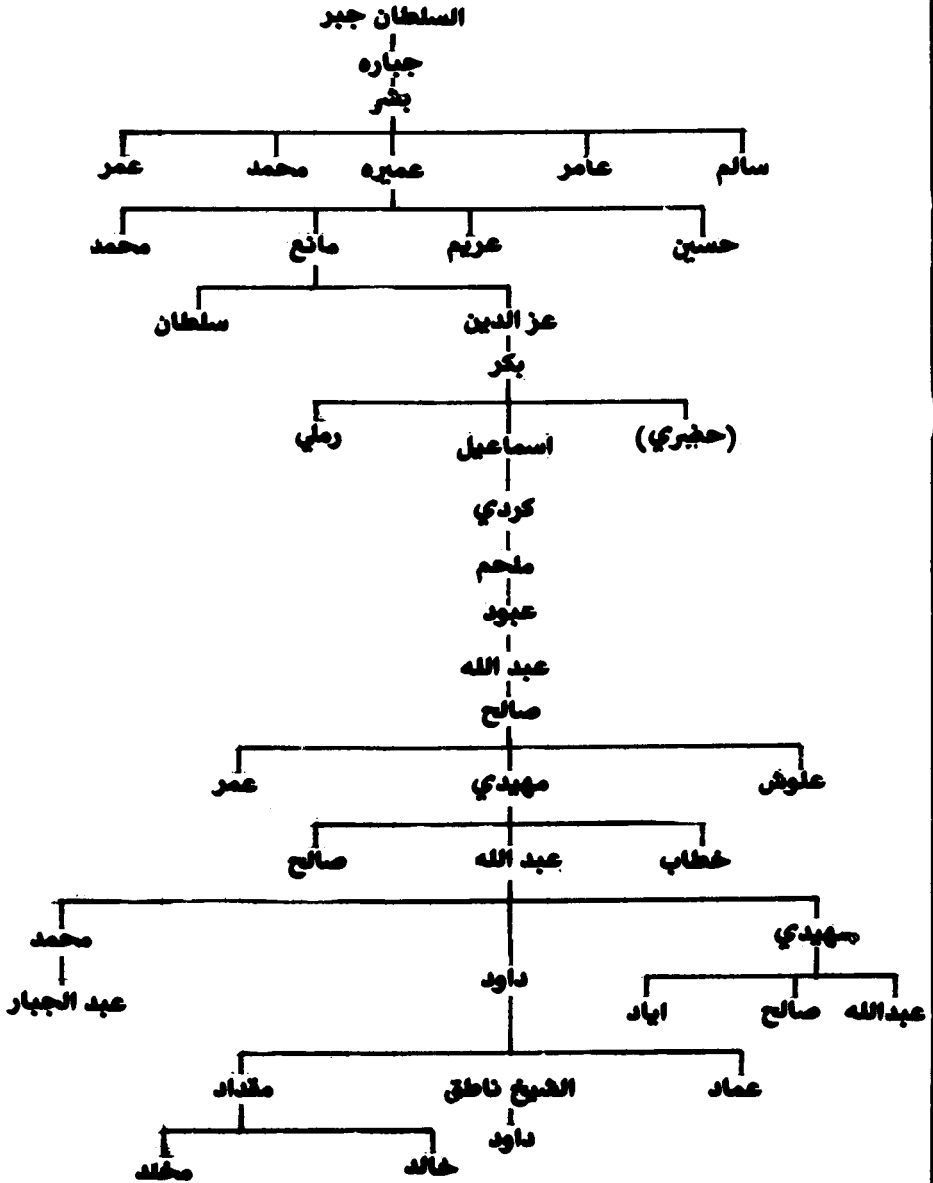 السلطان جبر
جباره
بشر
سالم عامر عميره محمد عمر
حسين عريم مانع محمد
عز الدين سلطان
بكر
(حضيري) اسماعيل رملي
كردي
ملحم
عبود
عبد الله
صالح
علوش مهيدي عمر
خطاب عبد الله صالح
مهيدي محمد
داود
عبدالله صالح اياد عبد الجبار
عماد الشيخ ناطق مقداد
داود
خالد مخلد